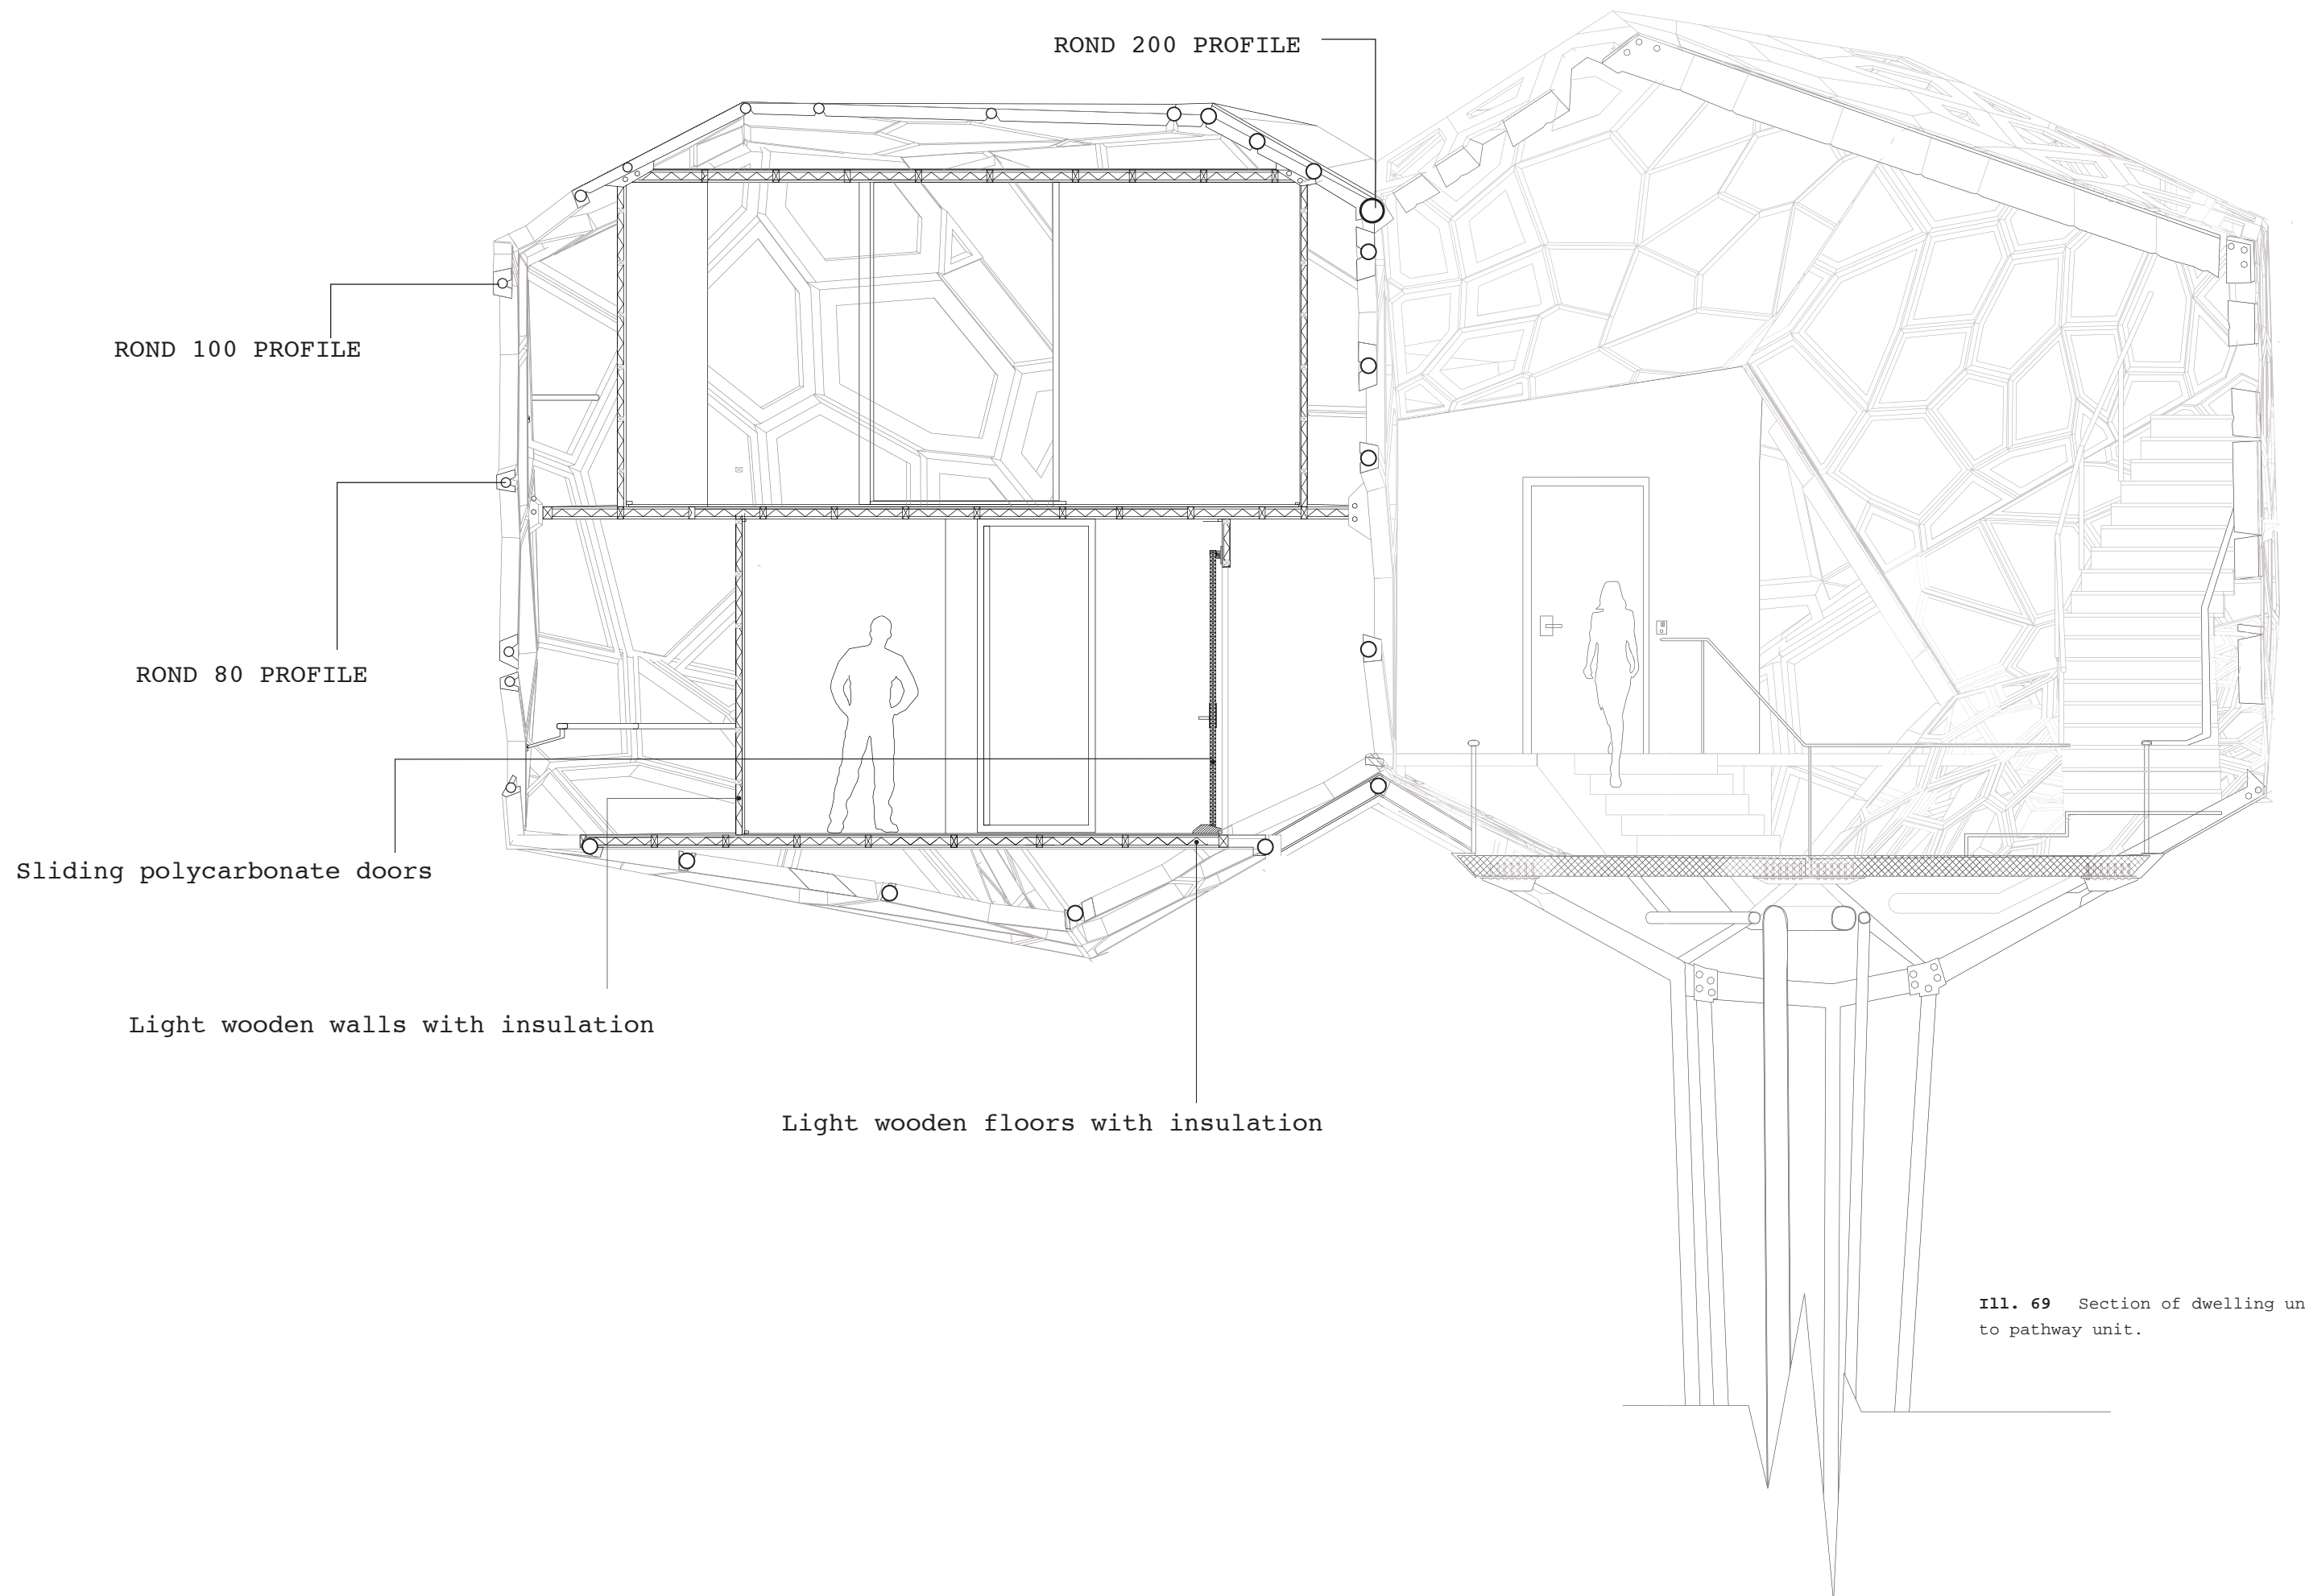 ROND 200 PROFILE
ROND 100 PROFILE
ROND 80 PROFILE
Sliding polycarbonate doors
Light wooden walls with insulation
Light wooden floors with insulation
Ill. 69 Section of dwelling un
to pathway unit.